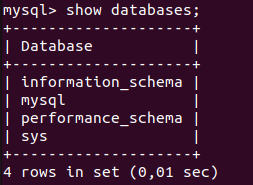 mysql> show databases;
+--------------------+
| Database           |
+--------------------+
| information_schema |
| mysql              |
| performance_schema |
| sys                |
+--------------------+
4 rows in set (0,01 sec)